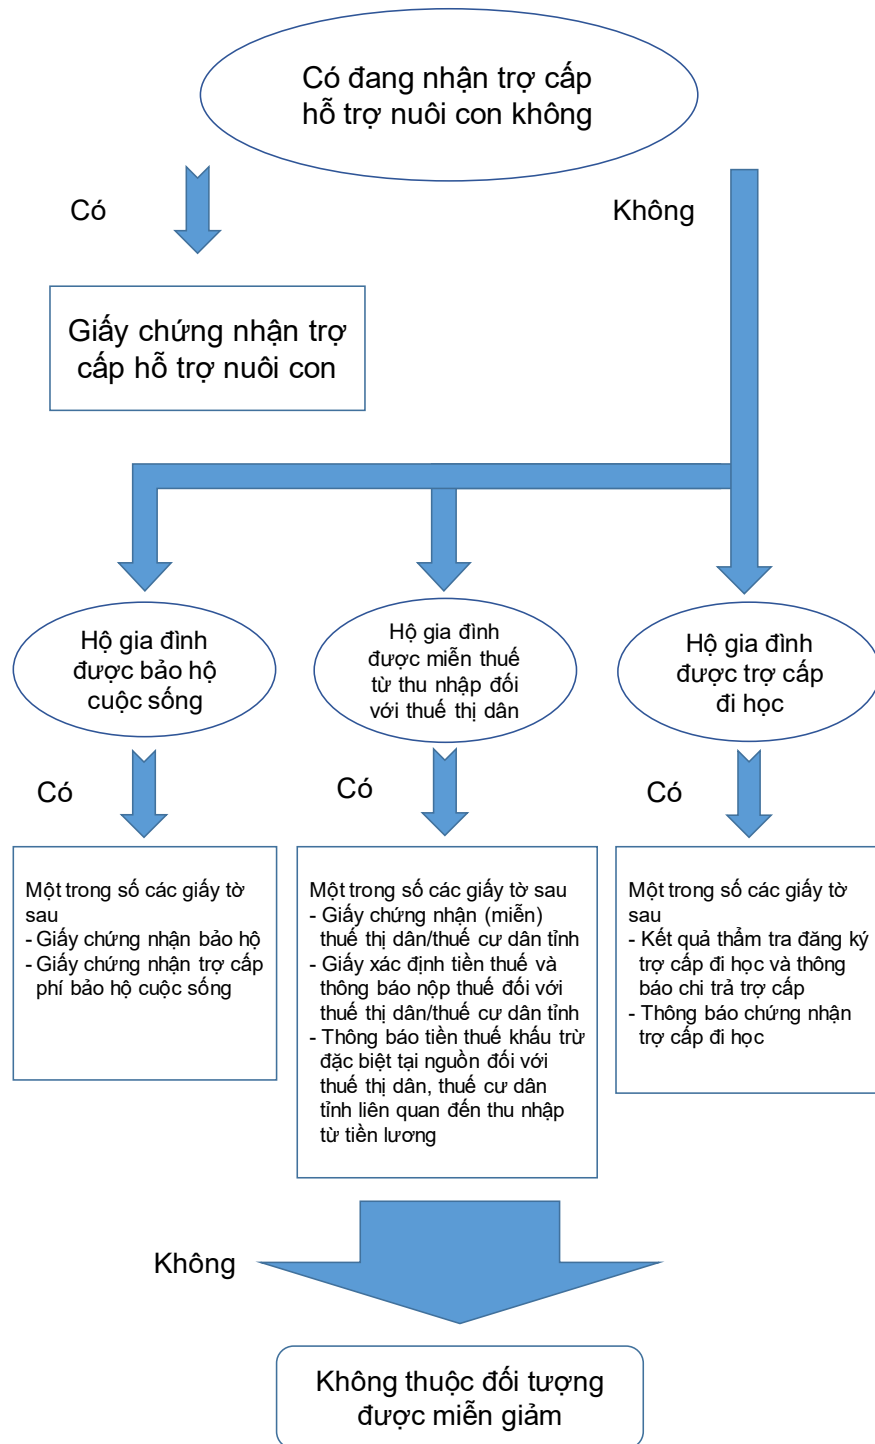 Có đang nhận trợ cấp
hỗ trợ nuôi con không
Có
Không
Giấy chứng nhận trợ
cấp hỗ trợ nuôi con
Hộ gia đình
được bảo hộ
cuộc sống
Hộ gia đình
được miễn thuế
từ thu nhập đối
với thuế thị dân
Hộ gia đình
được trợ cấp
đi học
Có
Có
Có
Một trong số các giấy tờ
sau
- Giấy chứng nhận bảo hộ
- Giấy chứng nhận trợ cấp
phí bảo hộ cuộc sống
Một trong số các giấy tờ sau
- Giấy chứng nhận (miễn)
thuế thị dân/thuế cư dân tỉnh
- Giấy xác định tiền thuế và
thông báo nộp thuế đối với
thuế thị dân/thuế cư dân tỉnh
- Thông báo tiền thuế khấu trừ
đặc biệt tại nguồn đối với
thuế thị dân, thuế cư dân
tỉnh liên quan đến thu nhập
từ tiền lương
Một trong số các giấy tờ
sau
- Kết quả thẩm tra đăng ký
trợ cấp đi học và thông
báo chi trả trợ cấp
- Thông báo chứng nhận
trợ cấp đi học
Không
Không thuộc đối tượng
được miễn giảm